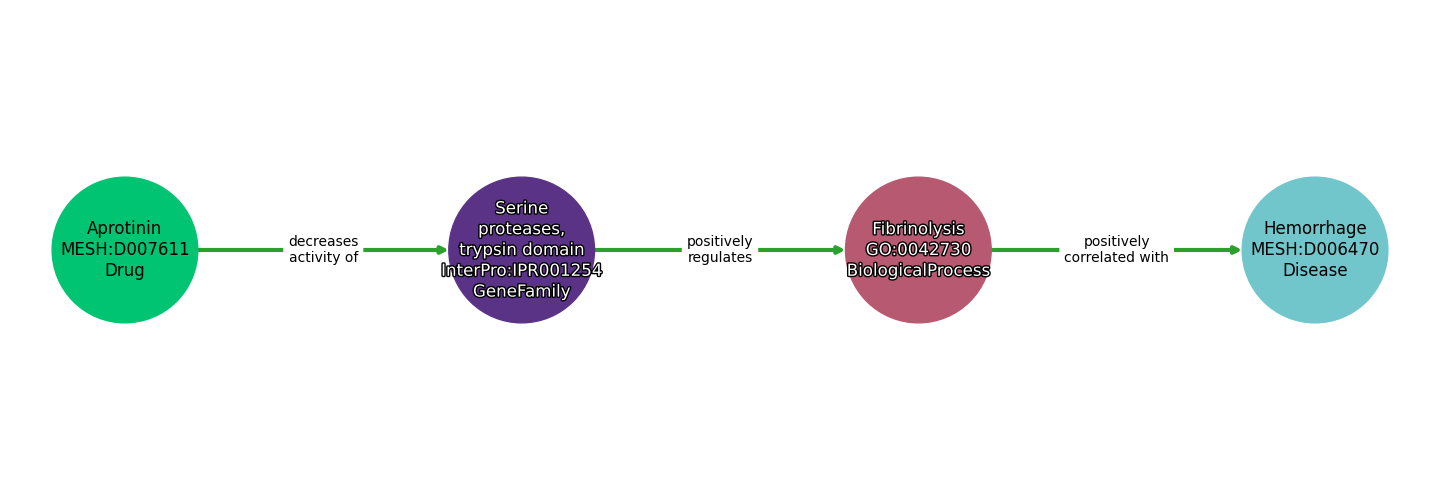 Aprotinin
MESH:D007611
Drug
decreases
activity of
Serine
proteases,
trypsin domain
InterPro:IPR001254
GeneFamily
positively
regulates
Fibrinolysis
GO:0042730
BiologicalProcess
positively
correlated with
Hemorrhage
MESH:D006470
Disease